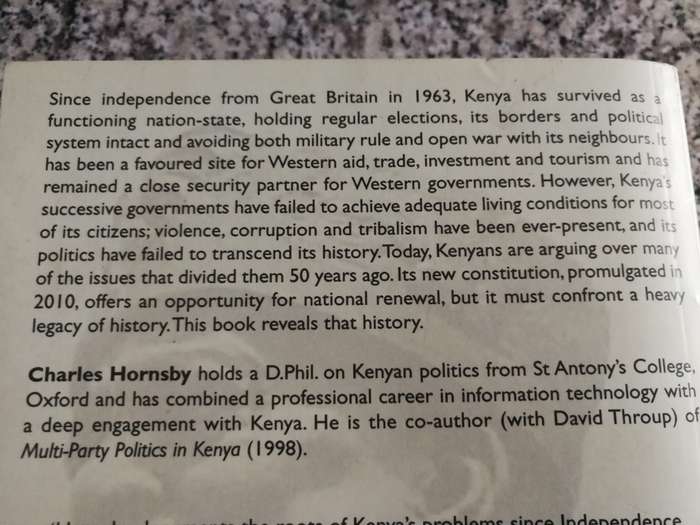 Since independence from Great Britain in 1963, Kenya has survived as a
functioning nation-state, holding regular elections, its borders and political
system intact and avoiding both military rule and open war with its neighbours. It
has been a favoured site for Western aid, trade, investment and tourism and has
remained a close security partner for Western governments. However, Kenya's
successive governments have failed to achieve adequate living conditions for most
of its citizens; violence, corruption and tribalism have been ever-present, and its
politics have failed to transcend its history. Today, Kenyans are arguing over many
of the issues that divided them 50 years ago. Its new constitution, promulgated in
2010, offers an opportunity for national renewal, but it must confront a heavy
legacy of history. This book reveals that history.
Charles Hornsby holds a D.Phil. on Kenyan politics from St Antony's College,
Oxford and has combined a professional career in information technology with
a deep engagement with Kenya. He is the co-author (with David Throup) of
Multi-Party Politics in Kenya (1998).
of Kenya's problems since Independence